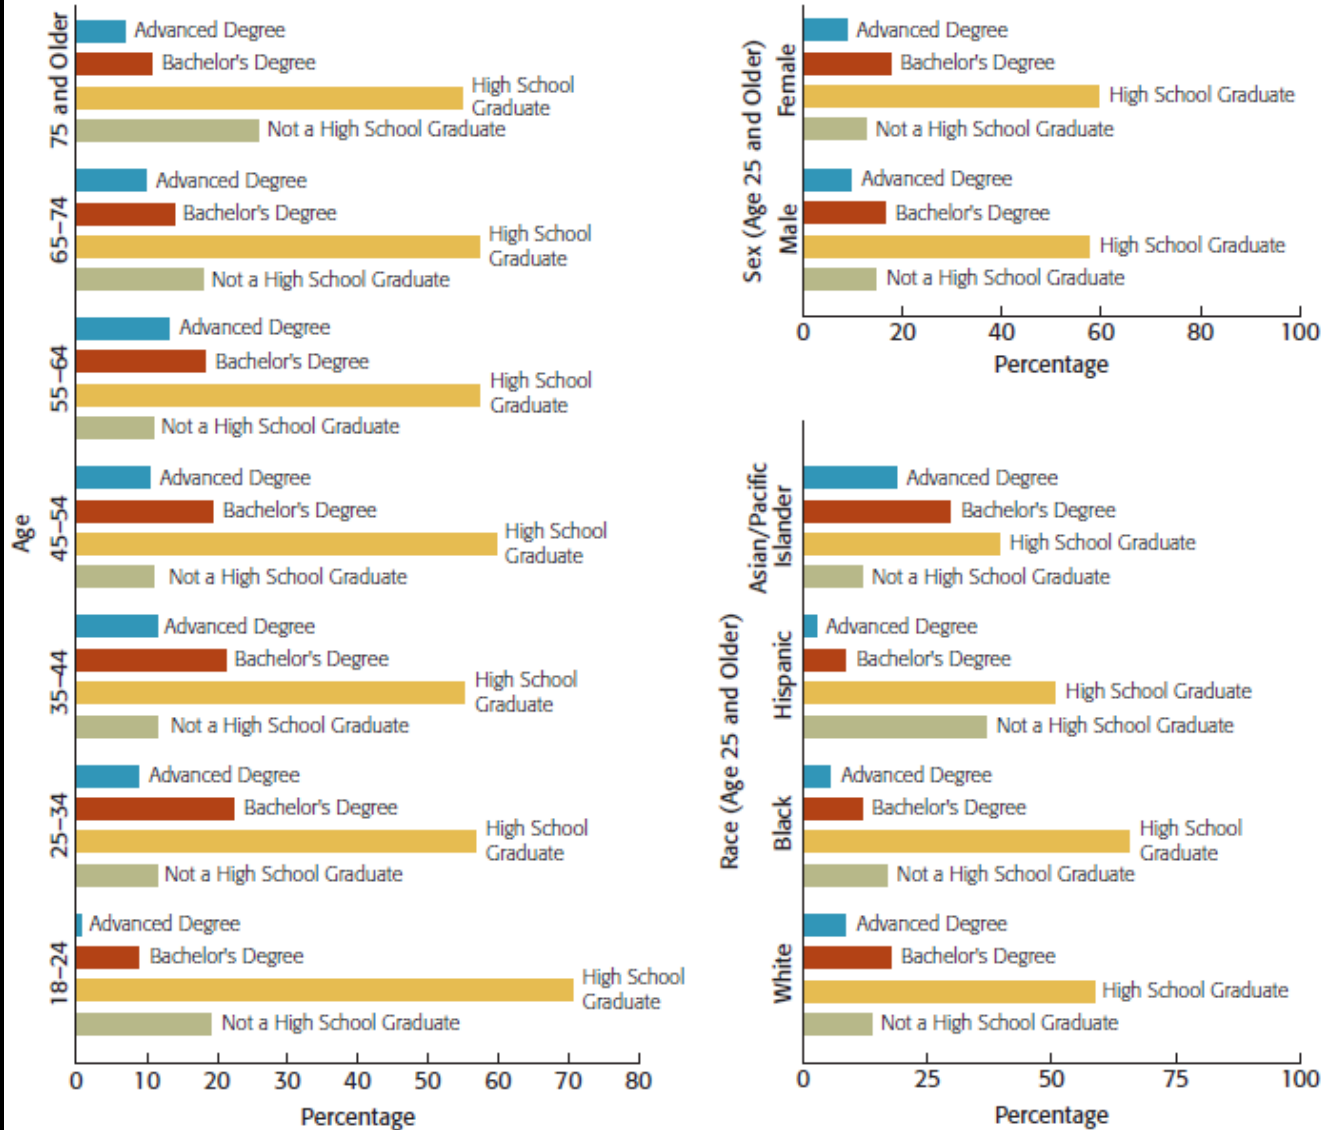 Age
75 and Older
Advanced Degree
Bachelor's Degree
High School
Graduate
Not a High School Graduate
65–74
Advanced Degree
Bachelor's Degree
High School
Graduate
Not a High School Graduate
55–64
Advanced Degree
Bachelor's Degree
High School
Graduate
Not a High School Graduate
45–54
Advanced Degree
Bachelor's Degree
High School
Graduate
Not a High School Graduate
35–44
Advanced Degree
Bachelor's Degree
High School
Graduate
Not a High School Graduate
25–34
Advanced Degree
Bachelor's Degree
High School
Graduate
Not a High School Graduate
18–24
Advanced Degree
Bachelor's Degree
High School
Graduate
Not a High School Graduate
0 10 20 30 40 50 60 70 80
Percentage
Sex (Age 25 and Older)
Female
Advanced Degree
Bachelor's Degree
High School Graduate
Not a High School Graduate
Male
Advanced Degree
Bachelor's Degree
High School Graduate
Not a High School Graduate
0 20 40 60 80 100
Percentage
Race (Age 25 and Older)
Asian/Pacific
Islander
Advanced Degree
Bachelor's Degree
High School Graduate
Not a High School Graduate
Hispanic
Advanced Degree
Bachelor's Degree
High School Graduate
Not a High School Graduate
Black
Advanced Degree
Bachelor's Degree
High School
Graduate
Not a High School Graduate
White
Advanced Degree
Bachelor's Degree
High School Graduate
Not a High School Graduate
0 25 50 75 100
Percentage